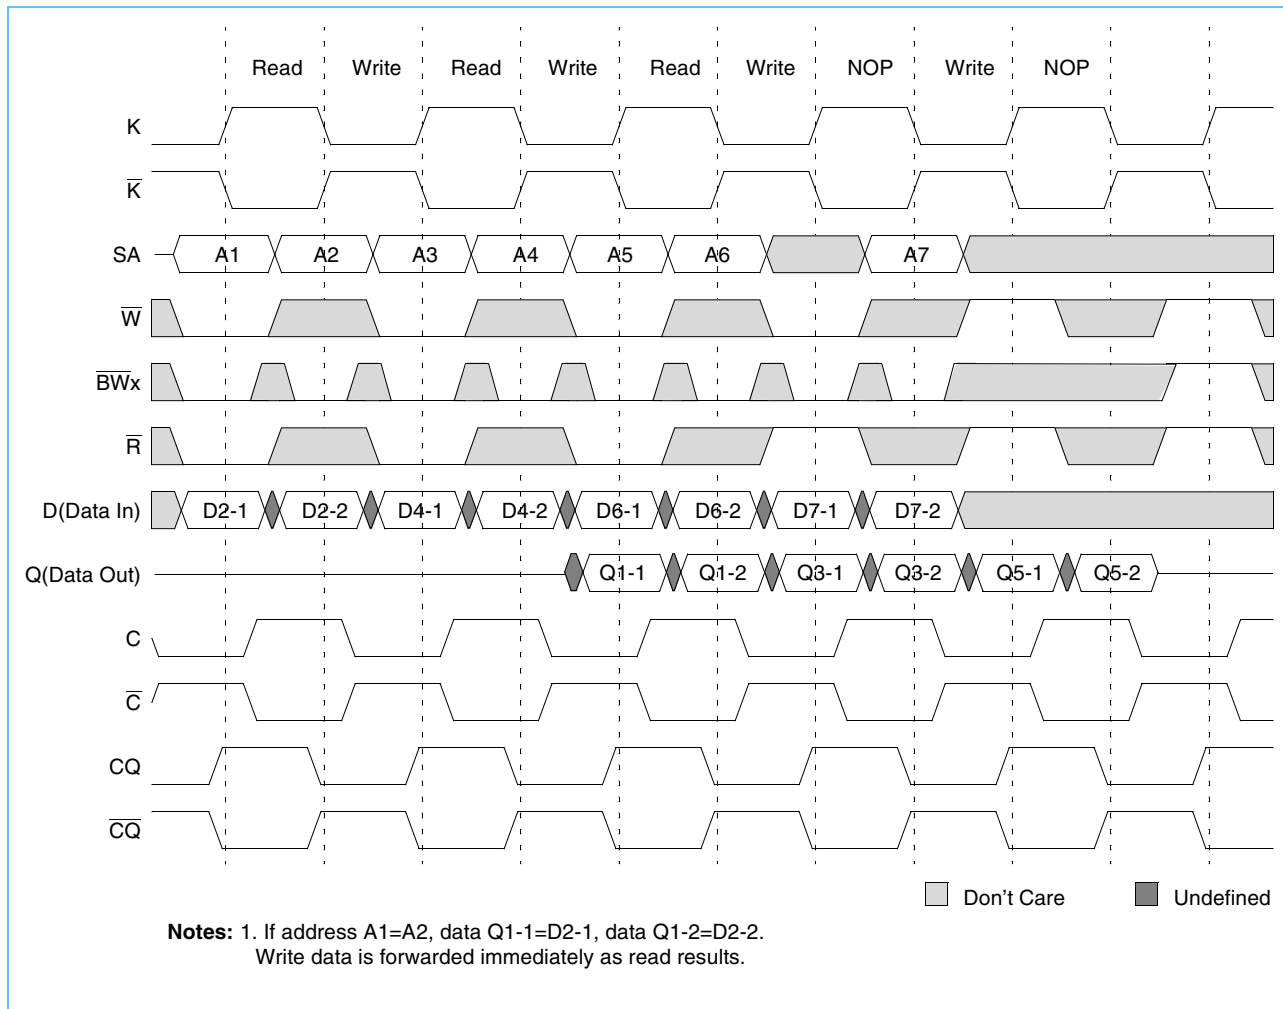 Read Write Read Write Read Write NOP Write NOP
K
K̅
SA A1 A2 A3 A4 A5 A6 A7
W̅
B̅W̅x
R̅
D(Data In) D2-1 D2-2 D4-1 D4-2 D6-1 D6-2 D7-1 D7-2
Q(Data Out) Q1-1 Q1-2 Q3-1 Q3-2 Q5-1 Q5-2
C
C̅
CQ
C̅Q̅
Don't Care Undefined
Notes: 1. If address A1=A2, data Q1-1=D2-1, data Q1-2=D2-2.
Write data is forwarded immediately as read results.